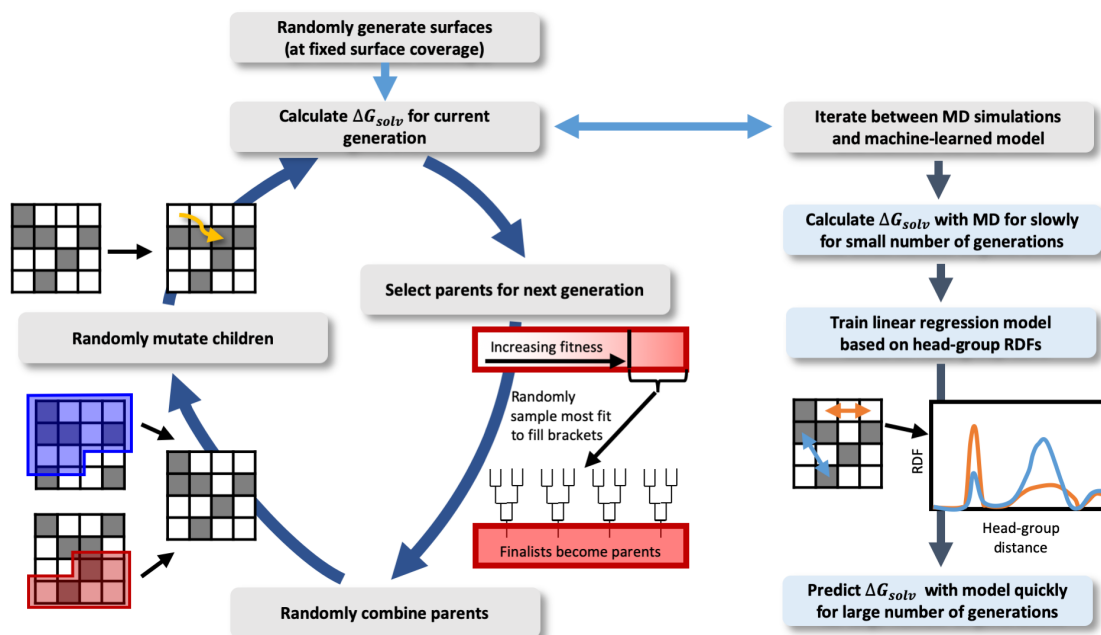 Randomly generate surfaces
(at fixed surface coverage)
Calculate ΔG_solv for current
generation
Iterate between MD simulations
and machine-learned model
Calculate ΔG_solv with MD for slowly
for small number of generations
Select parents for next generation
Train linear regression model
based on head-group RDFs
Randomly mutate children
Increasing fitness
Randomly
sample most fit
to fill brackets
RDF
Head-group
distance
Finalists become parents
Randomly combine parents
Predict ΔG_solv with model quickly
for large number of generations